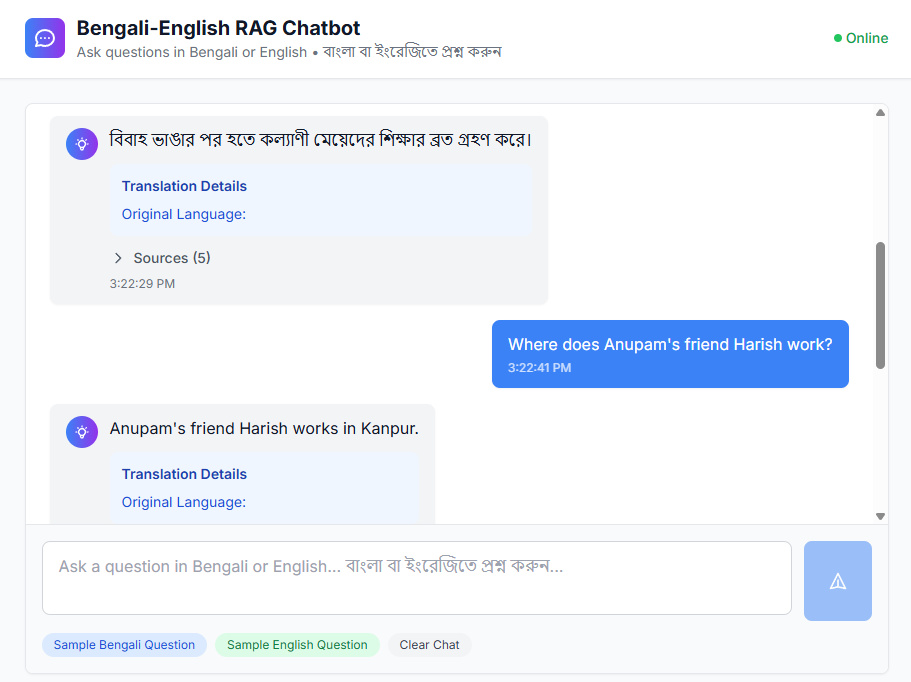 Bengali-English RAG Chatbot
Ask questions in Bengali or English • বাংলা বা ইংরেজিতে প্রশ্ন করুন
Online
বিবাহ ভাঙার পর হতে কল্যাণী মেয়েদের শিক্ষার ব্রত গ্রহণ করে।
Translation Details
Original Language:
Sources (5)
3:22:29 PM
Where does Anupam's friend Harish work?
3:22:41 PM
Anupam's friend Harish works in Kanpur.
Translation Details
Original Language:
Ask a question in Bengali or English... বাংলা বা ইংরেজিতে প্রশ্ন করুন...
Sample Bengali Question
Sample English Question
Clear Chat